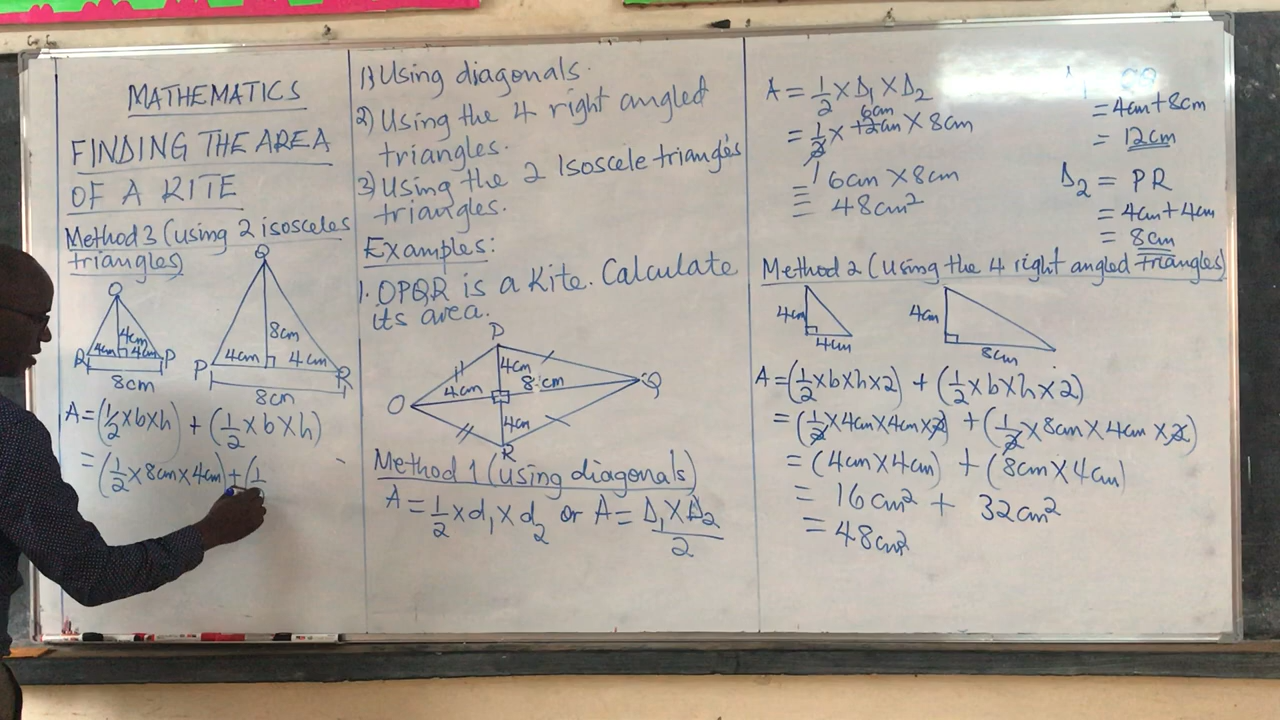 MATHEMATICS
FINDING THE AREA
OF A KITE
Method 3 (using 2 isosceles
triangles)
O
4cm
4cm
4cm
R
P
8cm
Q
8cm
4cm
4cm
P
R
8cm
A = (1/2 × b × h) + (1/2 × b × h)
= (1/2 × 8cm × 4cm) + (1/
1) Using diagonals.
2) Using the 4 right angled
triangles.
3) Using the 2 Isoscele triangles
triangles.
Examples:
1. OPQR is a Kite. Calculate
its area.
P
4cm
4cm
8cm
O
Q
4cm
R
Method 1 (using diagonals)
A = 1/2 × d₁ × d₂ or A = D₁ × D₂ / 2
A = 1/2 × D₁ × D₂
6cm
= 1/2 × 12cm × 8cm
1
= 6cm × 8cm
= 48cm²
= 4cm + 8cm
= 12cm
D₂ = PR
= 4cm + 4cm
= 8cm
Method 2 (Using the 4 right angled triangles)
4cm
4cm
4cm
8cm
A = (1/2 × b × h × 2) + (1/2 × b × h × 2)
= (1/2 × 4cm × 4cm × 2) + (1/2 × 8cm × 4cm × 2)
= (4cm × 4cm) + (8cm × 4cm)
= 16cm² + 32cm²
= 48cm²